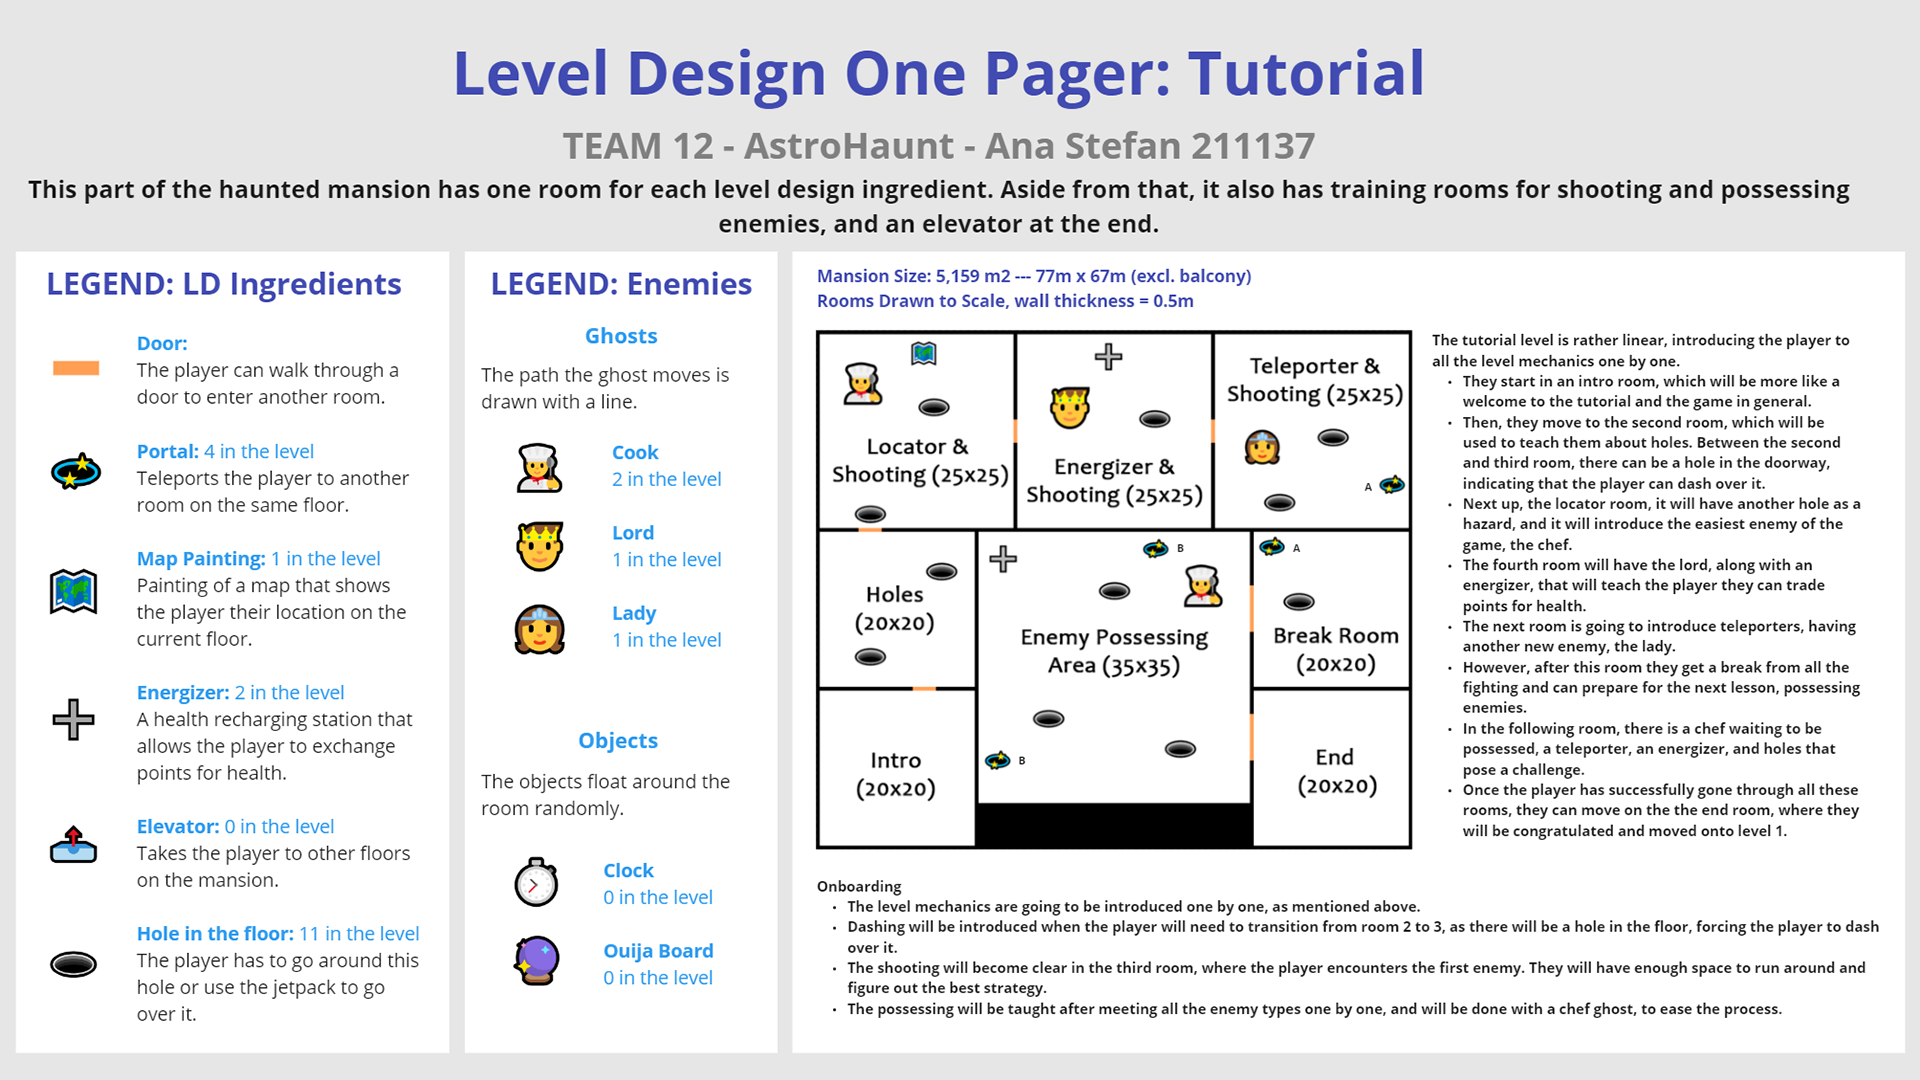 Level Design One Pager: Tutorial
TEAM 12 - AstroHaunt - Ana Stefan 211137
This part of the haunted mansion has one room for each level design ingredient. Aside from that, it also has training rooms for shooting and possessing
enemies, and an elevator at the end.
LEGEND: LD Ingredients
Door:
The player can walk through a
door to enter another room.
Portal: 4 in the level
Teleports the player to another
room on the same floor.
Map Painting: 1 in the level
Painting of a map that shows
the player their location on the
current floor.
Energizer: 2 in the level
A health recharging station that
allows the player to exchange
points for health.
Elevator: 0 in the level
Takes the player to other floors
on the mansion.
Hole in the floor: 11 in the level
The player has to go around this
hole or use the jetpack to go
over it.
LEGEND: Enemies
Ghosts
The path the ghost moves is
drawn with a line.
Cook
2 in the level
Lord
1 in the level
Lady
1 in the level
Objects
The objects float around the
room randomly.
Clock
0 in the level
Ouija Board
0 in the level
Mansion Size: 5,159 m2 --- 77m x 67m (excl. balcony)
Rooms Drawn to Scale, wall thickness = 0.5m
Locator &
Shooting (25x25)
Energizer &
Shooting (25x25)
Teleporter &
Shooting (25x25)
A
Holes
(20x20)
B
Enemy Possessing
Area (35x35)
B
A
Break Room
(20x20)
Intro
(20x20)
End
(20x20)
The tutorial level is rather linear, introducing the player to
all the level mechanics one by one.
• They start in an intro room, which will be more like a
welcome to the tutorial and the game in general.
• Then, they move to the second room, which will be
used to teach them about holes. Between the second
and third room, there can be a hole in the doorway,
indicating that the player can dash over it.
• Next up, the locator room, it will have another hole as a
hazard, and it will introduce the easiest enemy of the
game, the chef.
• The fourth room will have the lord, along with an
energizer, that will teach the player they can trade
points for health.
• The next room is going to introduce teleporters, having
another new enemy, the lady.
• However, after this room they get a break from all the
fighting and can prepare for the next lesson, possessing
enemies.
• In the following room, there is a chef waiting to be
possessed, a teleporter, an energizer, and holes that
pose a challenge.
• Once the player has successfully gone through all these
rooms, they can move on the the end room, where they
will be congratulated and moved onto level 1.
Onboarding
• The level mechanics are going to be introduced one by one, as mentioned above.
• Dashing will be introduced when the player will need to transition from room 2 to 3, as there will be a hole in the floor, forcing the player to dash
over it.
• The shooting will become clear in the third room, where the player encounters the first enemy. They will have enough space to run around and
figure out the best strategy.
• The possessing will be taught after meeting all the enemy types one by one, and will be done with a chef ghost, to ease the process.